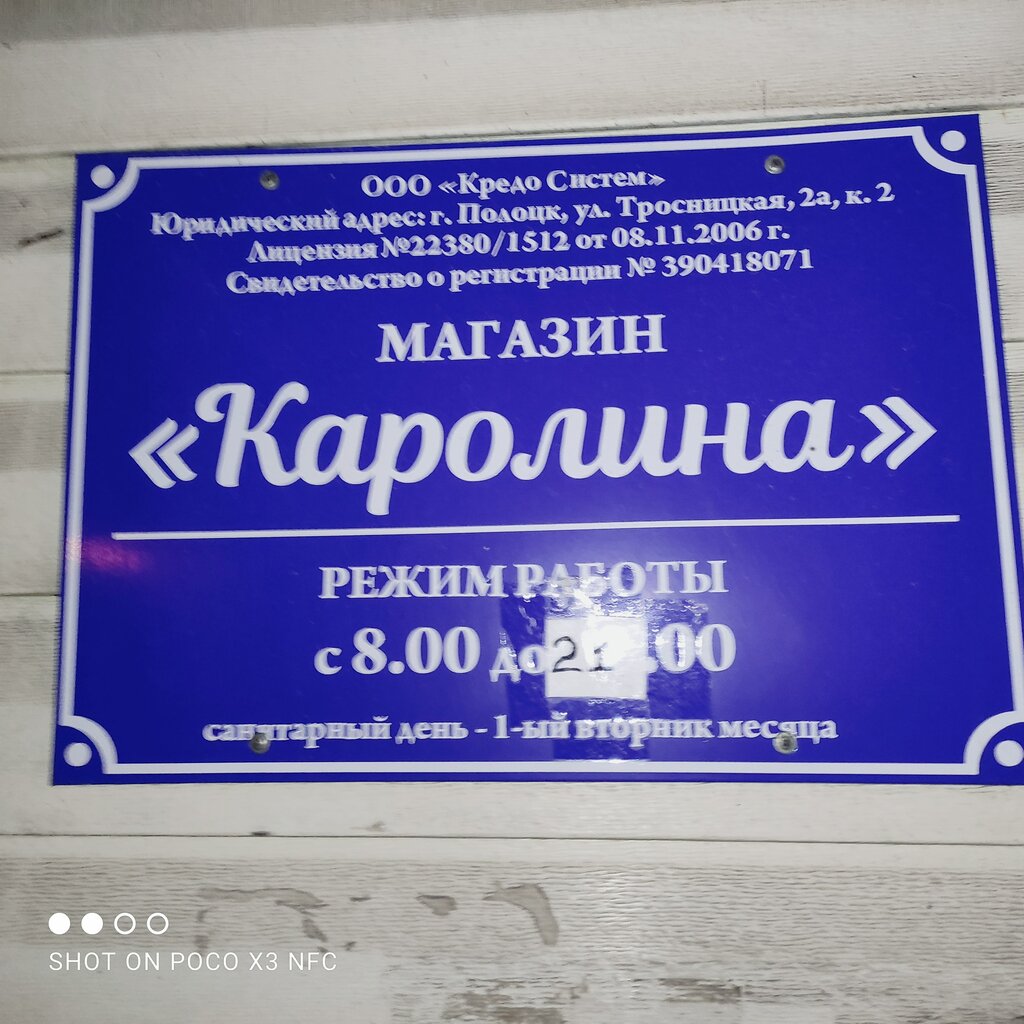 ООО «Кредо Систем»
Юридический адрес: г. Полоцк, ул. Тросницкая, 2а, к. 2
Лицензия №22380/1512 от 08.11.2006 г.
Свидетельство о регистрации № 390418071
МАГАЗИН
«Каролина»
РЕЖИМ РАБОТЫ
с 8.00 до 21.00
санитарный день - 1-ый вторник месяца
SHOT ON POCO X3 NFC